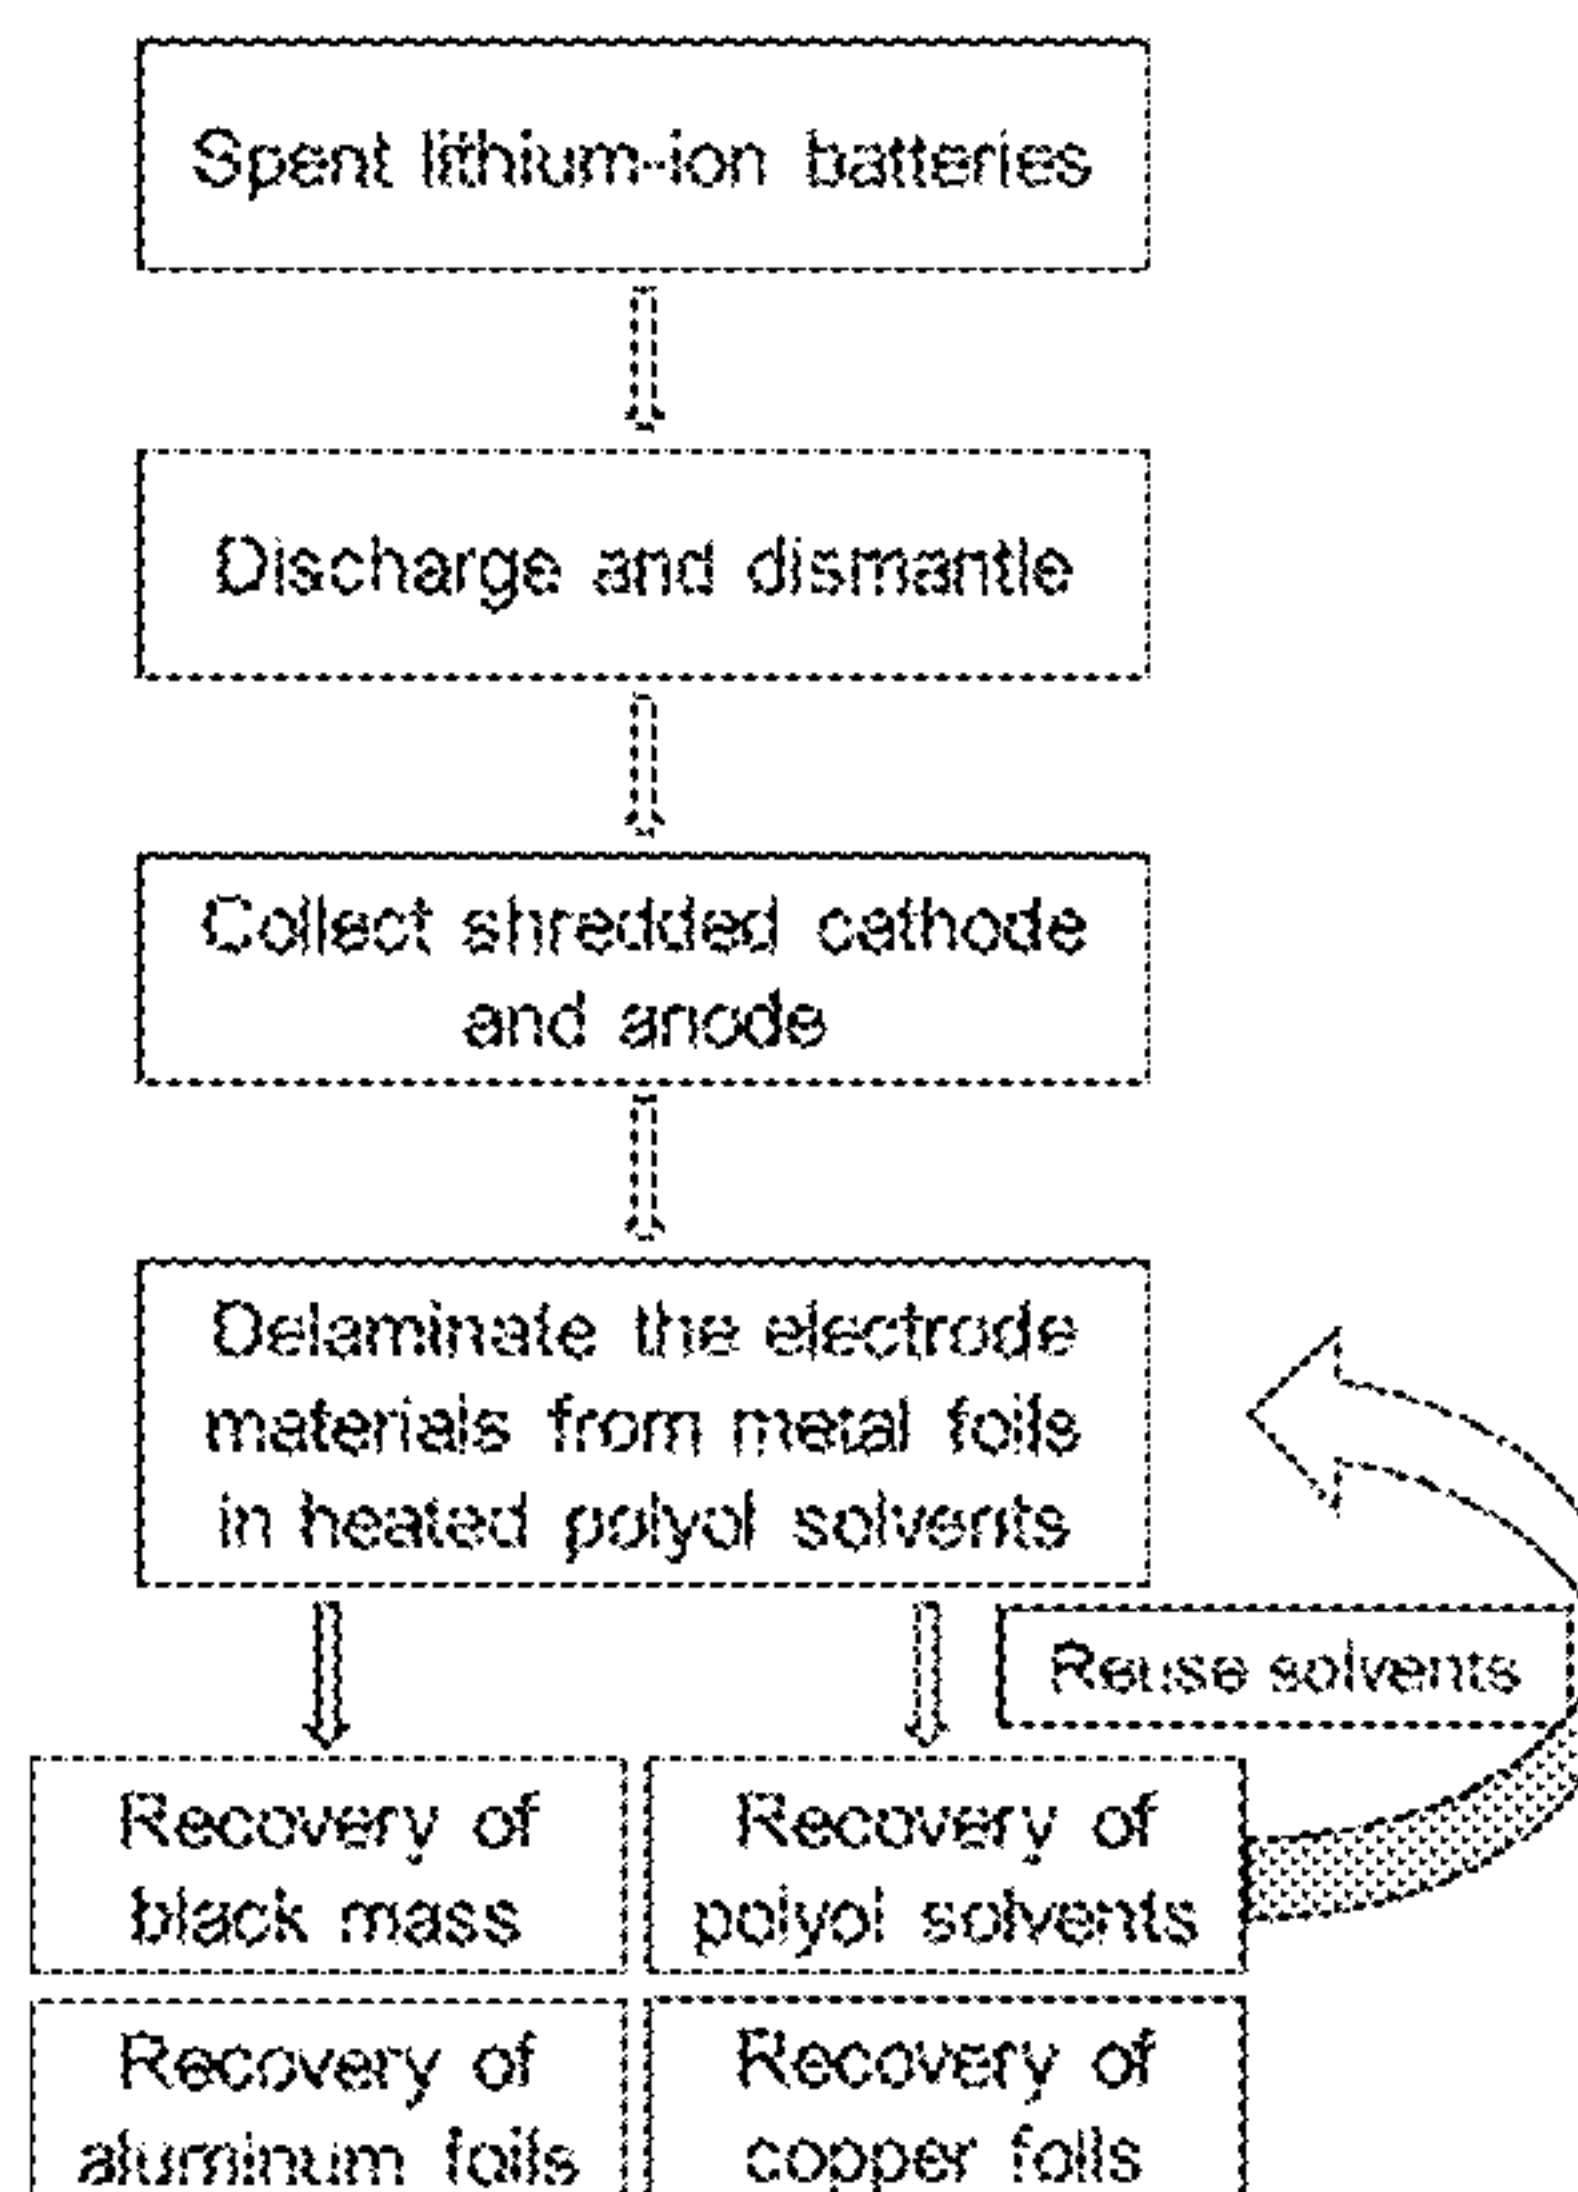 Spent lithium-ion batteries
Discharge and dismantle
Collect shredded cathode
and anode
Delaminate the electrode
materials from metal foils
in heated polyol solvents
Reuse solvents
Recovery of
black mass
Recovery of
polyol solvents
Recovery of
aluminum foils
Recovery of
copper foils